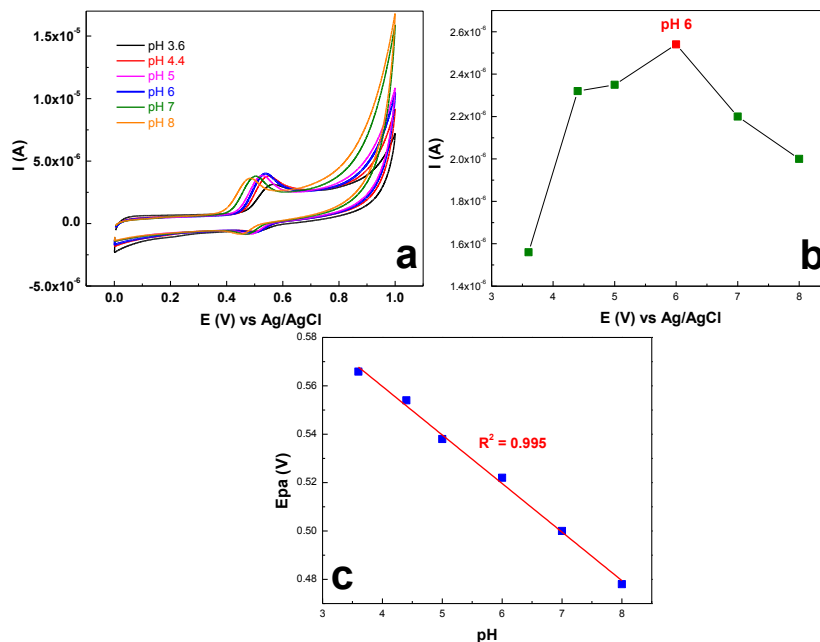 1.5x10⁻⁵
1.0x10⁻⁵
5.0x10⁻⁶
0.0
-5.0x10⁻⁶
I (A)
pH 3.6
pH 4.4
pH 5
pH 6
pH 7
pH 8
a
0.0 0.2 0.4 0.6 0.8 1.0
E (V) vs Ag/AgCl
2.6x10⁻⁶
2.4x10⁻⁶
2.2x10⁻⁶
2.0x10⁻⁶
1.8x10⁻⁶
1.6x10⁻⁶
1.4x10⁻⁶
I (A)
pH 6
b
3 4 5 6 7 8
E (V) vs Ag/AgCl
0.58
0.56
0.54
0.52
0.50
0.48
Epa (V)
R² = 0.995
c
3 4 5 6 7 8
pH